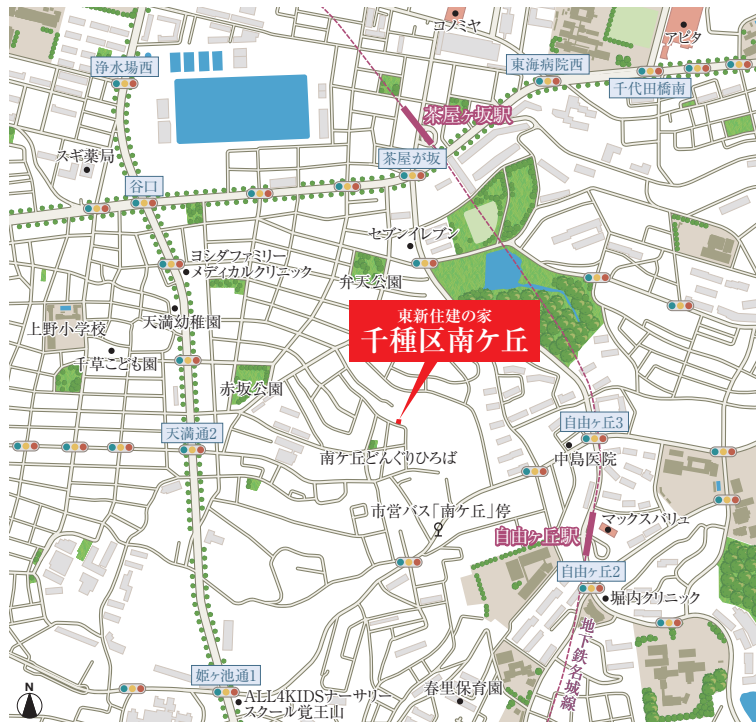 コノミヤ
アピタ
浄水場西
東海病院西
千代田橋南
茶屋ヶ坂駅
スギ薬局
茶屋が坂
谷口
セブンイレブン
ヨシダファミリー
メディカルクリニック
弁天公園
天満幼稚園
東新住建の家
千種区南ケ丘
上野小学校
千草こども園
赤坂公園
自由ヶ丘3
天満通2
中島医院
南ケ丘どんぐりひろば
市営バス「南ケ丘」停
マックスバリュ
自由ヶ丘駅
自由ヶ丘2
堀内クリニック
地下鉄名城線
姫ヶ池通1
春里保育園
N
ALL4KIDSナーサリー
スクール覚王山